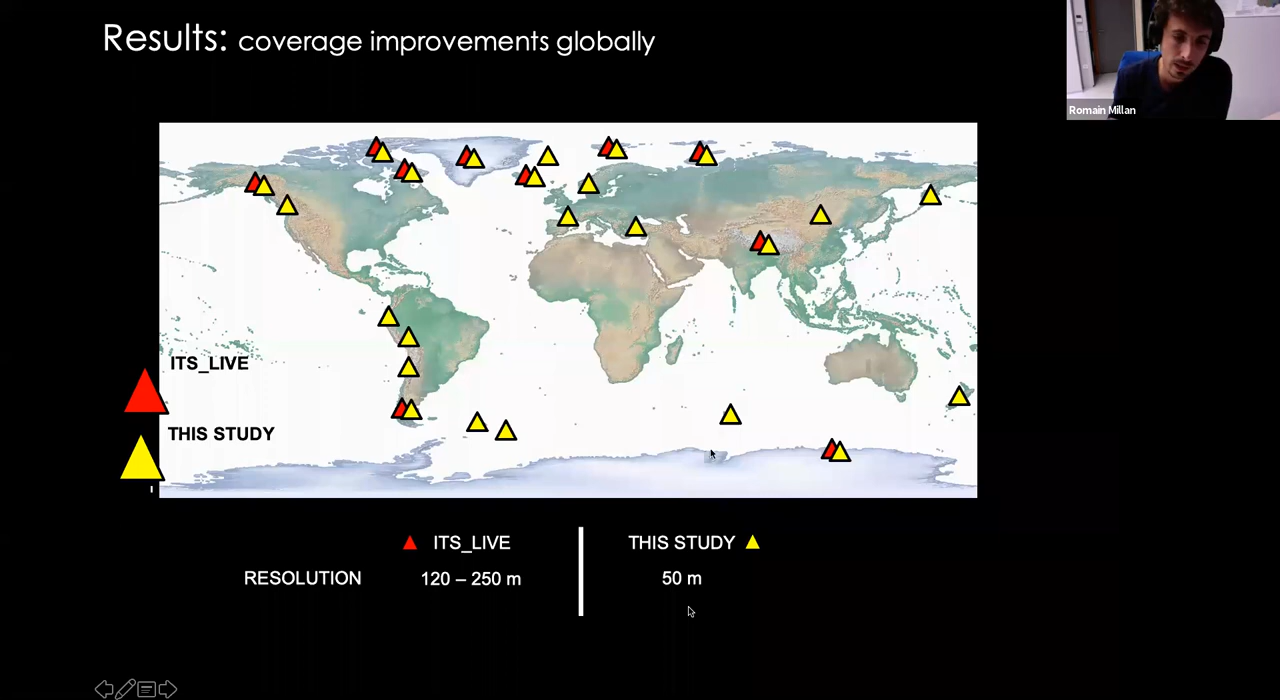 Results: coverage improvements globally
Romain Millan
ITS_LIVE
THIS STUDY
ITS_LIVE
THIS STUDY
RESOLUTION
120 – 250 m
50 m